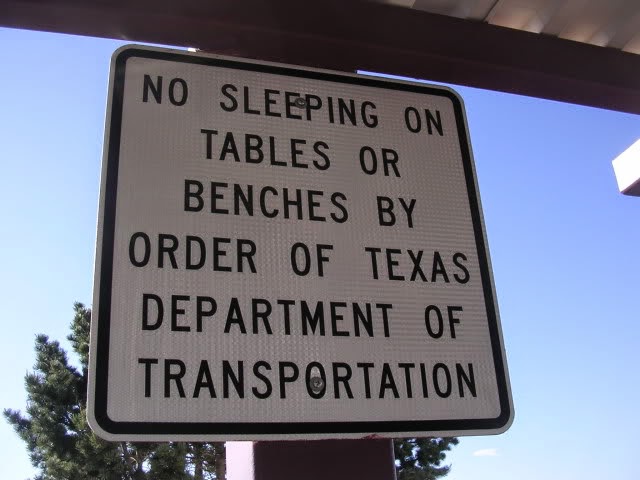 NO SLEEPING ON
TABLES OR
BENCHES BY
ORDER OF TEXAS
DEPARTMENT OF
TRANSPORTATION